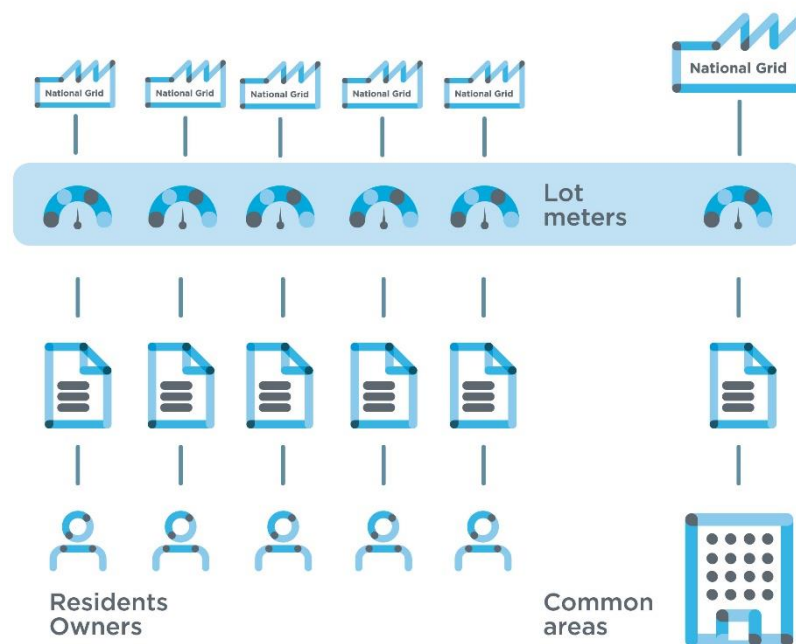 National Grid
National Grid
National Grid
National Grid
National Grid
National Grid
Lot
meters
Residents
Owners
Common
areas